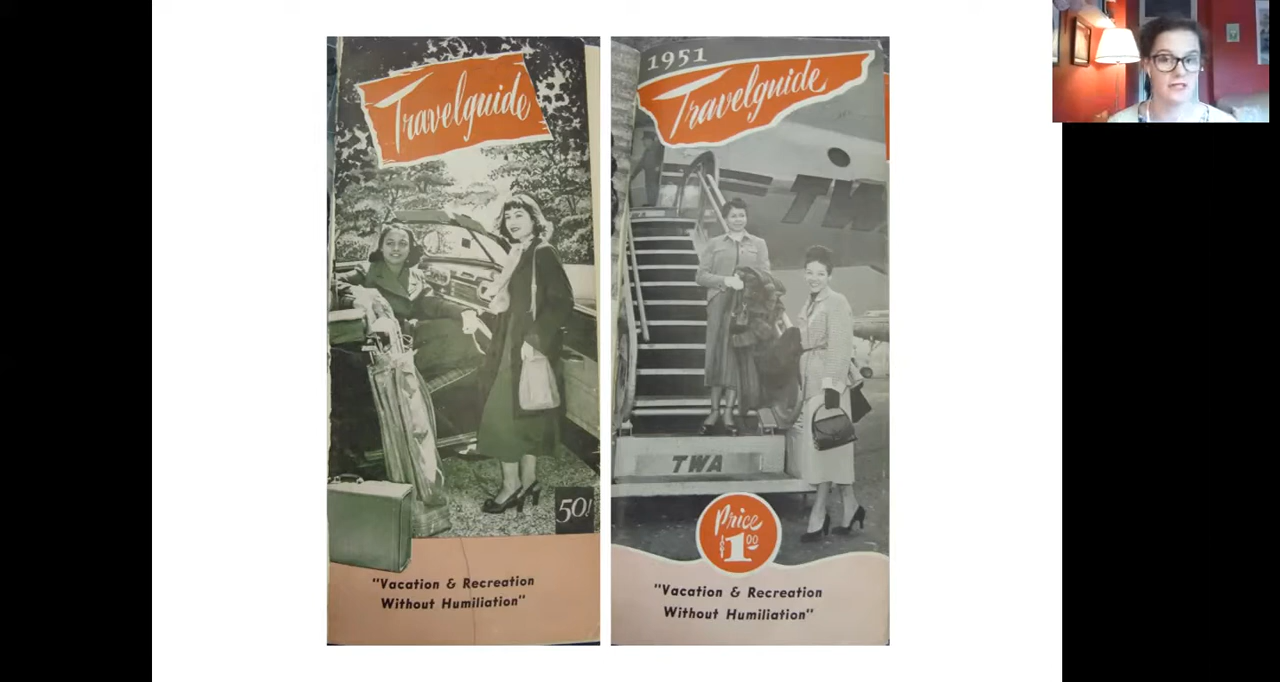 Travelguide
50!
"Vacation & Recreation
Without Humiliation"
1951
Travelguide
TWA
Price
$1.00
"Vacation & Recreation
Without Humiliation"